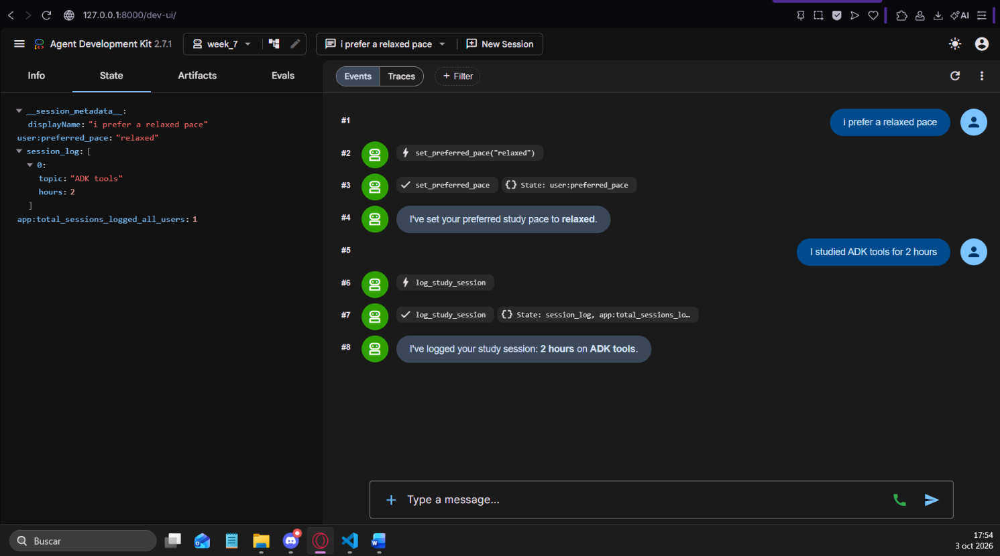 127.0.0.1:8000/dev-ui/
AI
Agent Development Kit 2.7.1
week_7
i prefer a relaxed pace
New Session
Info
State
Artifacts
Evals
Events
Traces
+ Filter
__session_metadata__:
displayName: "i prefer a relaxed pace"
user:preferred_pace: "relaxed"
session_log: [
0:
topic: "ADK tools"
hours: 2
]
app:total_sessions_logged_all_users: 1
#1
i prefer a relaxed pace
#2
set_preferred_pace("relaxed")
#3
set_preferred_pace
{} State: user:preferred_pace
#4
I've set your preferred study pace to relaxed.
#5
I studied ADK tools for 2 hours
#6
log_study_session
#7
log_study_session
{} State: session_log, app:total_sessions_lo…
#8
I've logged your study session: 2 hours on ADK tools.
Type a message...
Buscar
17:54
3 oct 2026